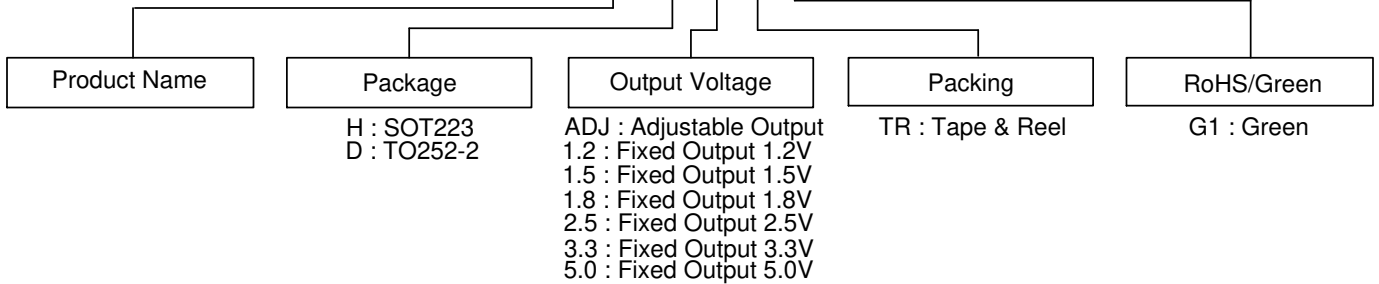 Product Name
Package
Output Voltage
Packing
RoHS/Green
H : SOT223
D : TO252-2
ADJ : Adjustable Output
1.2 : Fixed Output 1.2V
1.5 : Fixed Output 1.5V
1.8 : Fixed Output 1.8V
2.5 : Fixed Output 2.5V
3.3 : Fixed Output 3.3V
5.0 : Fixed Output 5.0V
TR : Tape & Reel
G1 : Green